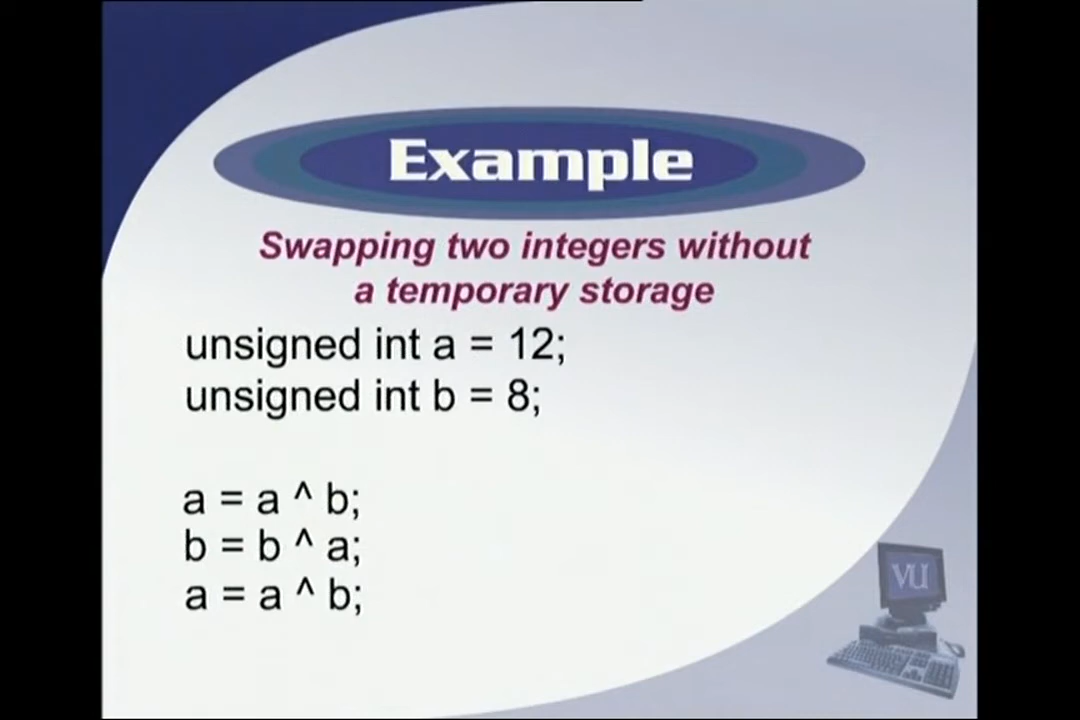 Example
Swapping two integers without
a temporary storage
unsigned int a = 12;
unsigned int b = 8;
a = a ^ b;
b = b ^ a;
a = a ^ b;
VU